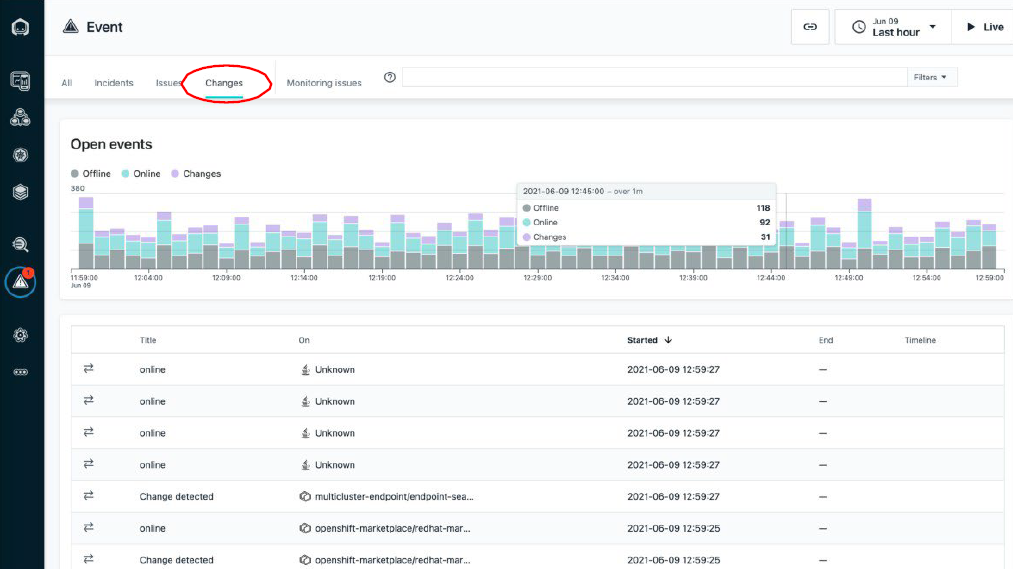 Event
Jun 09
Last hour
Live
All Incidents Issues Changes Monitoring issues
Filters
Open events
Offline Online Changes
380
2021-06-09 12:45:00 – over 1m
Offline 118
Online 92
Changes 31
11:59:00 12:04:00 12:09:00 12:14:00 12:19:00 12:24:00 12:29:00 12:34:00 12:39:00 12:44:00 12:49:00 12:54:00 12:59:00
Jun 09
1
Title On Started End Timeline
online Unknown 2021-06-09 12:59:27 —
online Unknown 2021-06-09 12:59:27 —
online Unknown 2021-06-09 12:59:27 —
online Unknown 2021-06-09 12:59:27 —
Change detected multicluster-endpoint/endpoint-sea... 2021-06-09 12:59:27 —
online openshift-marketplace/redhat-mar... 2021-06-09 12:59:25 —
Change detected openshift-marketplace/redhat-mar... 2021-06-09 12:59:25 —